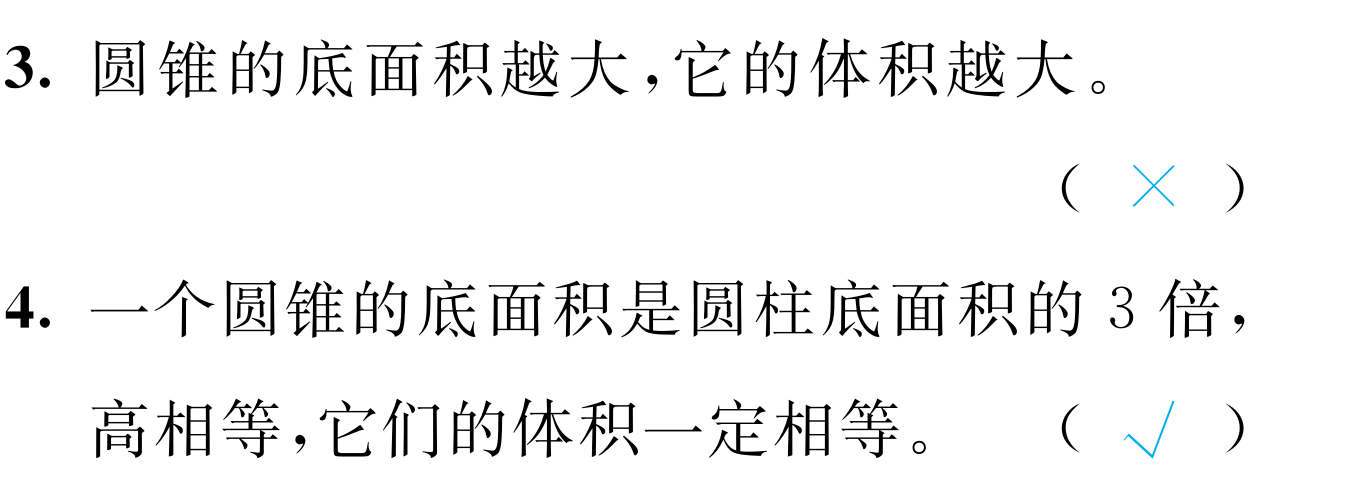 3. 圆锥的底面积越大,它的体积越大。
( × )
4. 一个圆锥的底面积是圆柱底面积的 3 倍,
高相等,它们的体积一定相等。 ( √ )